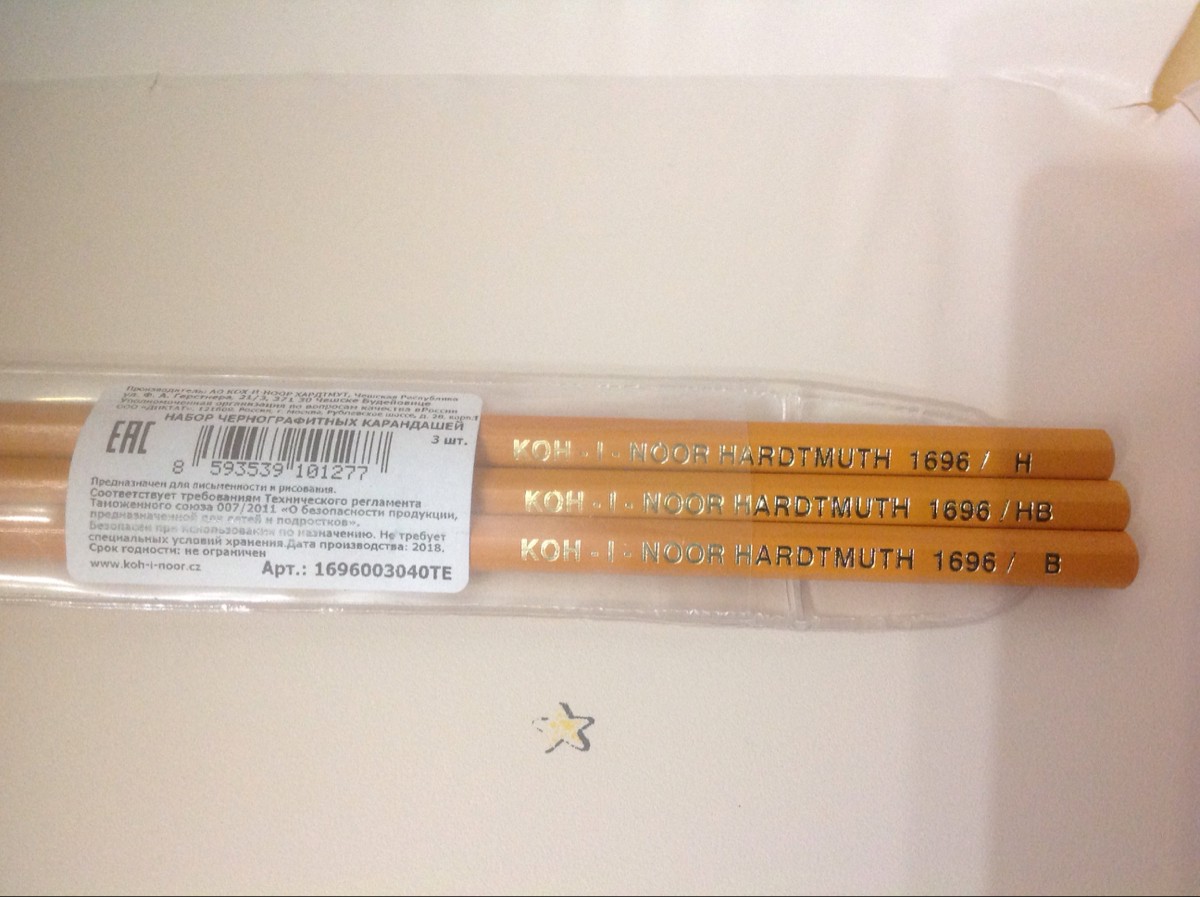 Производитель: АО КОХ-И-НООР ХАРДТМУТ, Чешская Республика
ул. Ф. А. Герстнера, 21/3, 371 30 Чешске Будейовице
Уполномоченная организация по вопросам качества вРоссии
ООО «ДИКТАТ», 121609, Россия, г. Москва, Рублевское шоссе, д. 28, корп.1
НАБОР ЧЕРНОГРАФИТНЫХ КАРАНДАШЕЙ
EAC
3 шт.
8 593539 101277
Предназначен для письменности и рисования.
Соответствует требованиям Технического регламента
Таможенного союза 007/2011 «О безопасности продукции,
предназначенной для детей и подростков».
Безопасен при использовании по назначению. Не требует
специальных условий хранения.Дата производства: 2018.
Срок годности: не ограничен
www.koh-i-noor.cz
Арт.: 1696003040TE
KOH - I - NOOR HARDTMUTH 1696 / H
KOH - I - NOOR HARDTMUTH 1696 / HB
KOH - I - NOOR HARDTMUTH 1696 / B